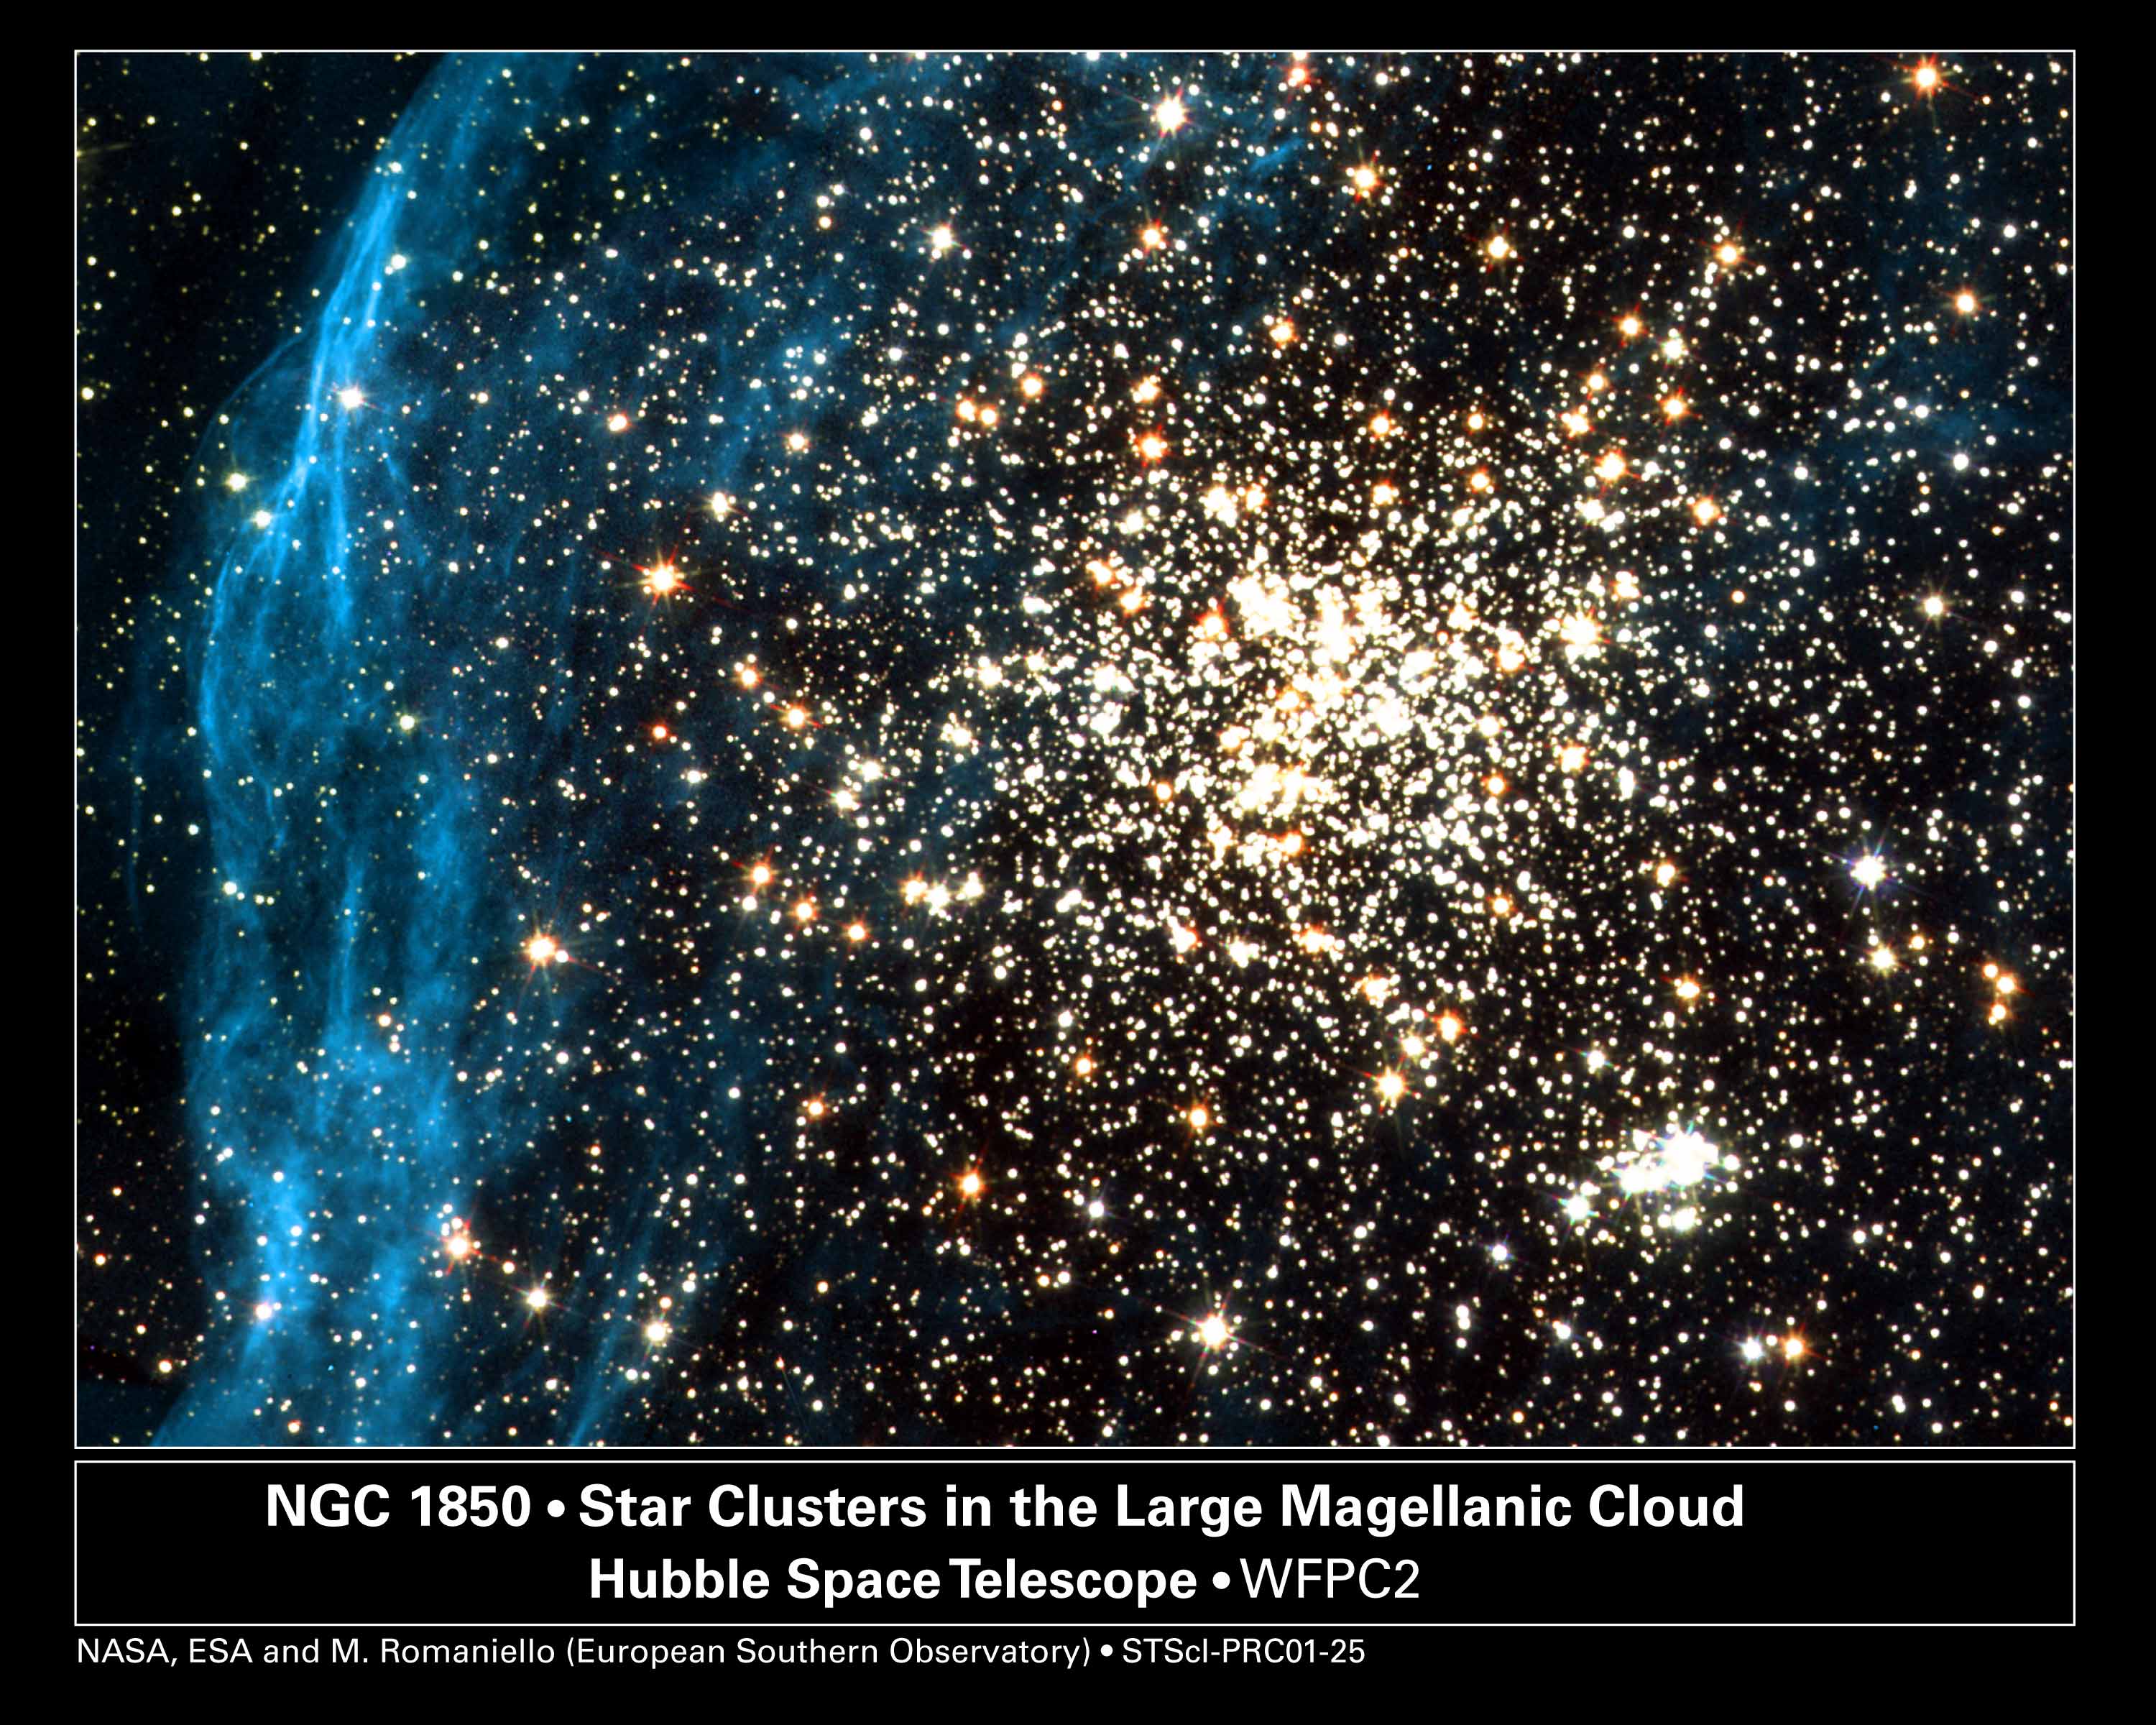 NGC 1850 • Star Clusters in the Large Magellanic Cloud
Hubble Space Telescope • WFPC2
NASA, ESA and M. Romaniello (European Southern Observatory) • STScI-PRC01-25